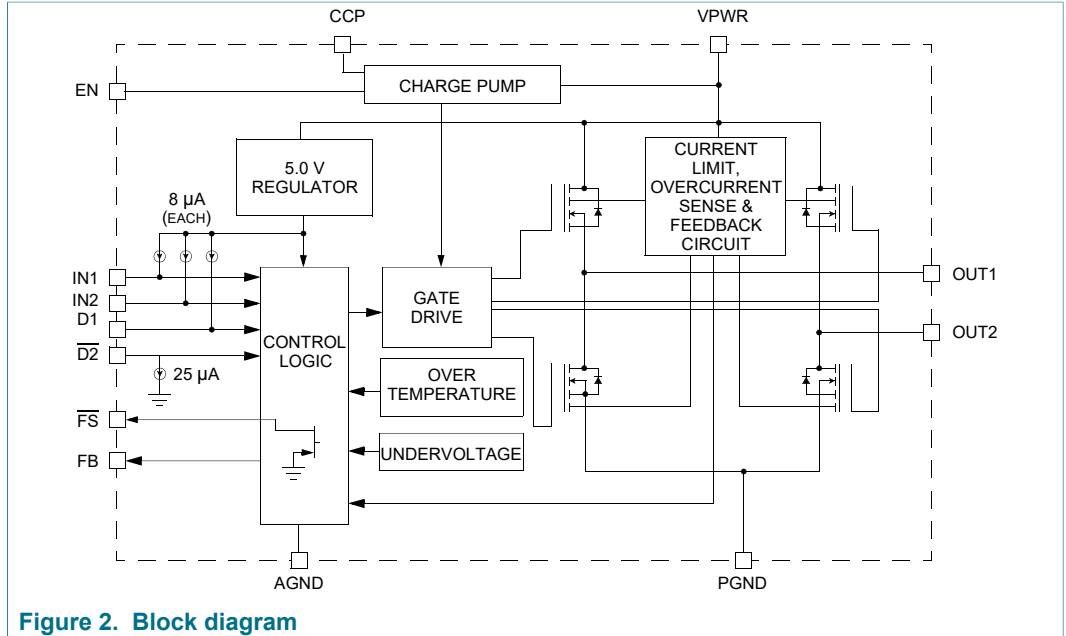 CCP
VPWR
EN
CHARGE PUMP
5.0 V
REGULATOR
CURRENT
LIMIT,
OVERCURRENT
SENSE &
FEEDBACK
CIRCUIT
8 µA
(EACH)
IN1
IN2
D1
D2
25 µA
FS
FB
CONTROL
LOGIC
GATE
DRIVE
OVER
TEMPERATURE
UNDERVOLTAGE
OUT1
OUT2
AGND
PGND
Figure 2. Block diagram